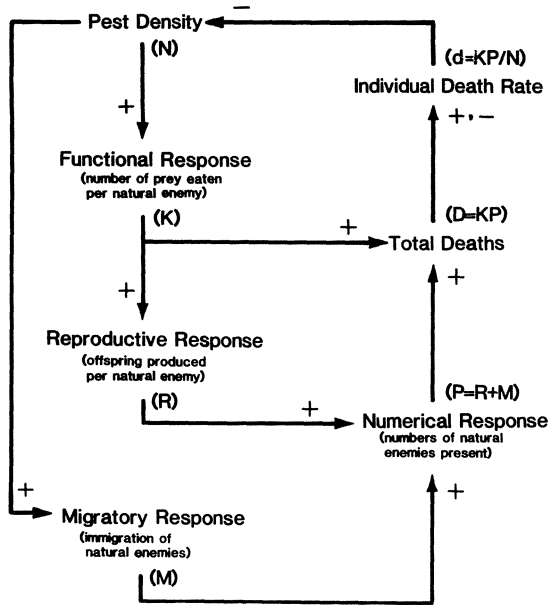 −
Pest Density
(N)
(d=KP/N)
Individual Death Rate
+
+,−
Functional Response
(number of prey eaten
per natural enemy)
(K)
(D=KP)
+
Total Deaths
+
+
Reproductive Response
(offspring produced
per natural enemy)
(R)
(P=R+M)
+
Numerical Response
(numbers of natural
enemies present)
+
+
Migratory Response
(immigration of
natural enemies)
(M)